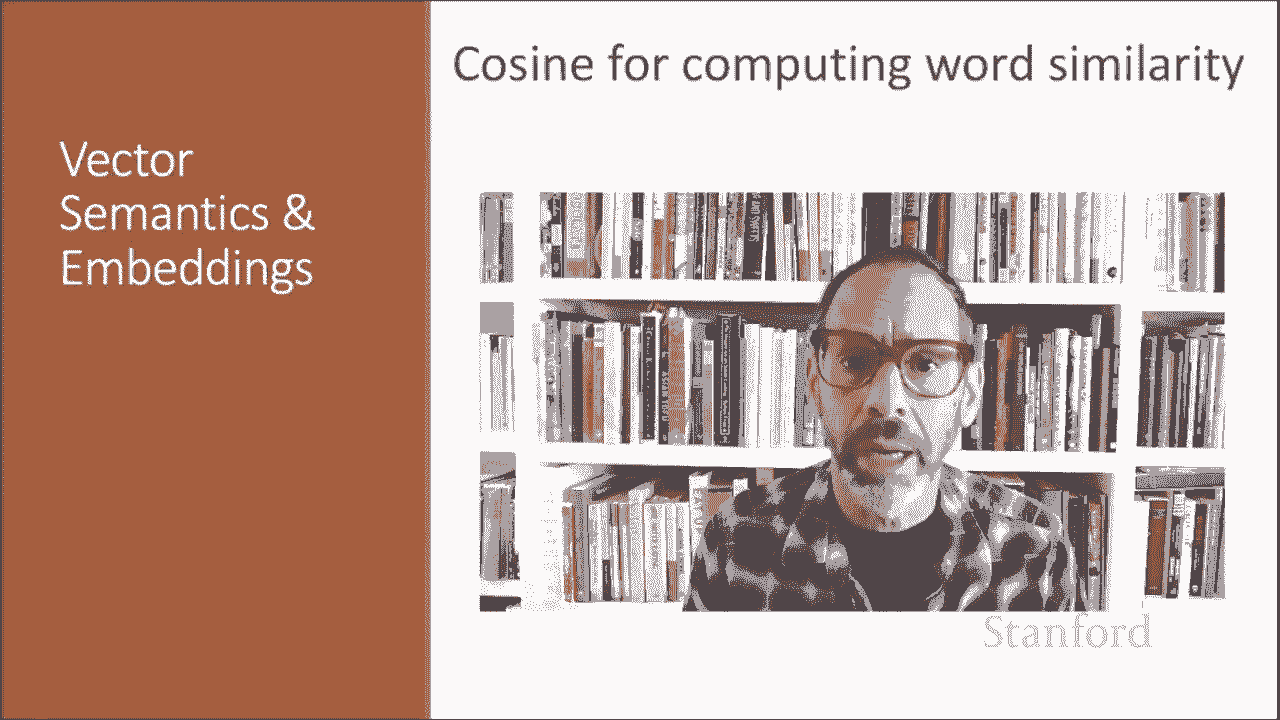 Cosine for computing word similarity
Vector
Semantics &
Embeddings
Stanford